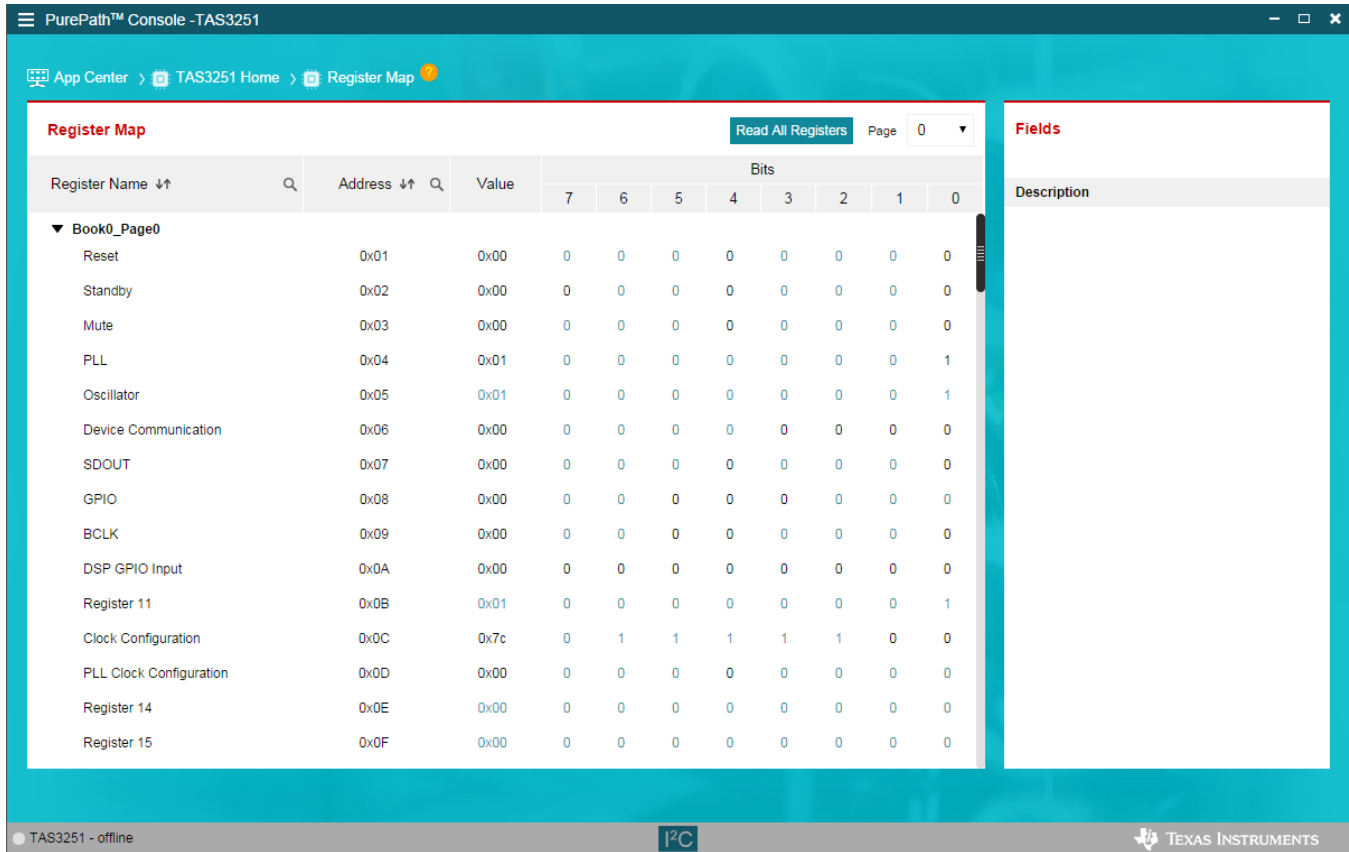 PurePath™ Console -TAS3251
App Center > TAS3251 Home > Register Map ?
Register Map
Read All Registers Page 0
Register Name Address Value Bits
7 6 5 4 3 2 1 0
Book0_Page0
Reset 0x01 0x00 0 0 0 0 0 0 0 0
Standby 0x02 0x00 0 0 0 0 0 0 0 0
Mute 0x03 0x00 0 0 0 0 0 0 0 0
PLL 0x04 0x01 0 0 0 0 0 0 0 1
Oscillator 0x05 0x01 0 0 0 0 0 0 0 1
Device Communication 0x06 0x00 0 0 0 0 0 0 0 0
SDOUT 0x07 0x00 0 0 0 0 0 0 0 0
GPIO 0x08 0x00 0 0 0 0 0 0 0 0
BCLK 0x09 0x00 0 0 0 0 0 0 0 0
DSP GPIO Input 0x0A 0x00 0 0 0 0 0 0 0 0
Register 11 0x0B 0x01 0 0 0 0 0 0 0 1
Clock Configuration 0x0C 0x7c 0 1 1 1 1 1 0 0
PLL Clock Configuration 0x0D 0x00 0 0 0 0 0 0 0 0
Register 14 0x0E 0x00 0 0 0 0 0 0 0 0
Register 15 0x0F 0x00 0 0 0 0 0 0 0 0
Fields
Description
TAS3251 - offline
I²C
TEXAS INSTRUMENTS